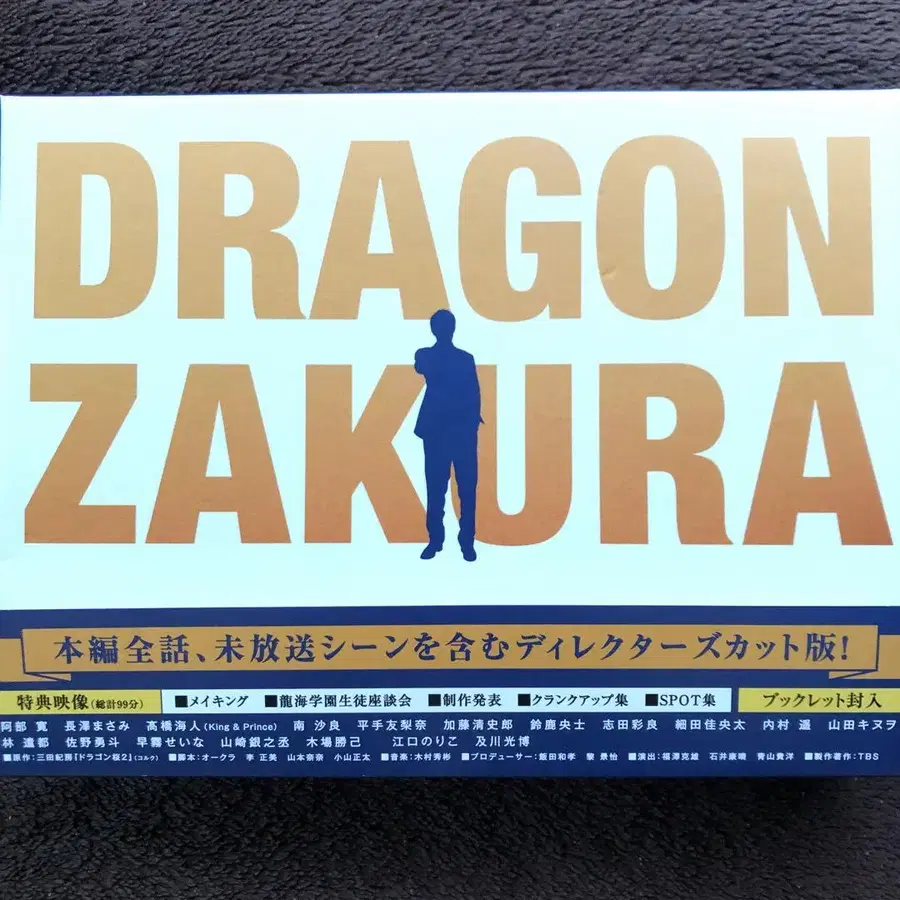 DRAGON
ZAKURA
本編全話、未放送シーンを含むディレクターズカット版!
特典映像(総計99分) ■メイキング ■龍海学園生徒座談会 ■制作発表 ■クランクアップ集 ■SPOT集 ブックレット封入
阿部 寛 長澤まさみ 髙橋海人(King & Prince) 南 沙良 平手友梨奈 加藤清史郎 鈴鹿央士 志田彩良 細田佳央太 内村 遥 山田キヌヲ
林 遣都 佐野勇斗 早霧せいな 山崎銀之丞 木場勝己 江口のりこ 及川光博
■原作:三田紀房『ドラゴン桜2』(コルク) ■脚本:オークラ 李 正美 山本奈奈 小山正太 ■音楽:木村秀彬 ■プロデューサー:飯田和孝 黎 景怡 ■演出:福澤克雄 石井康晴 青山貴洋 ■製作著作:TBS